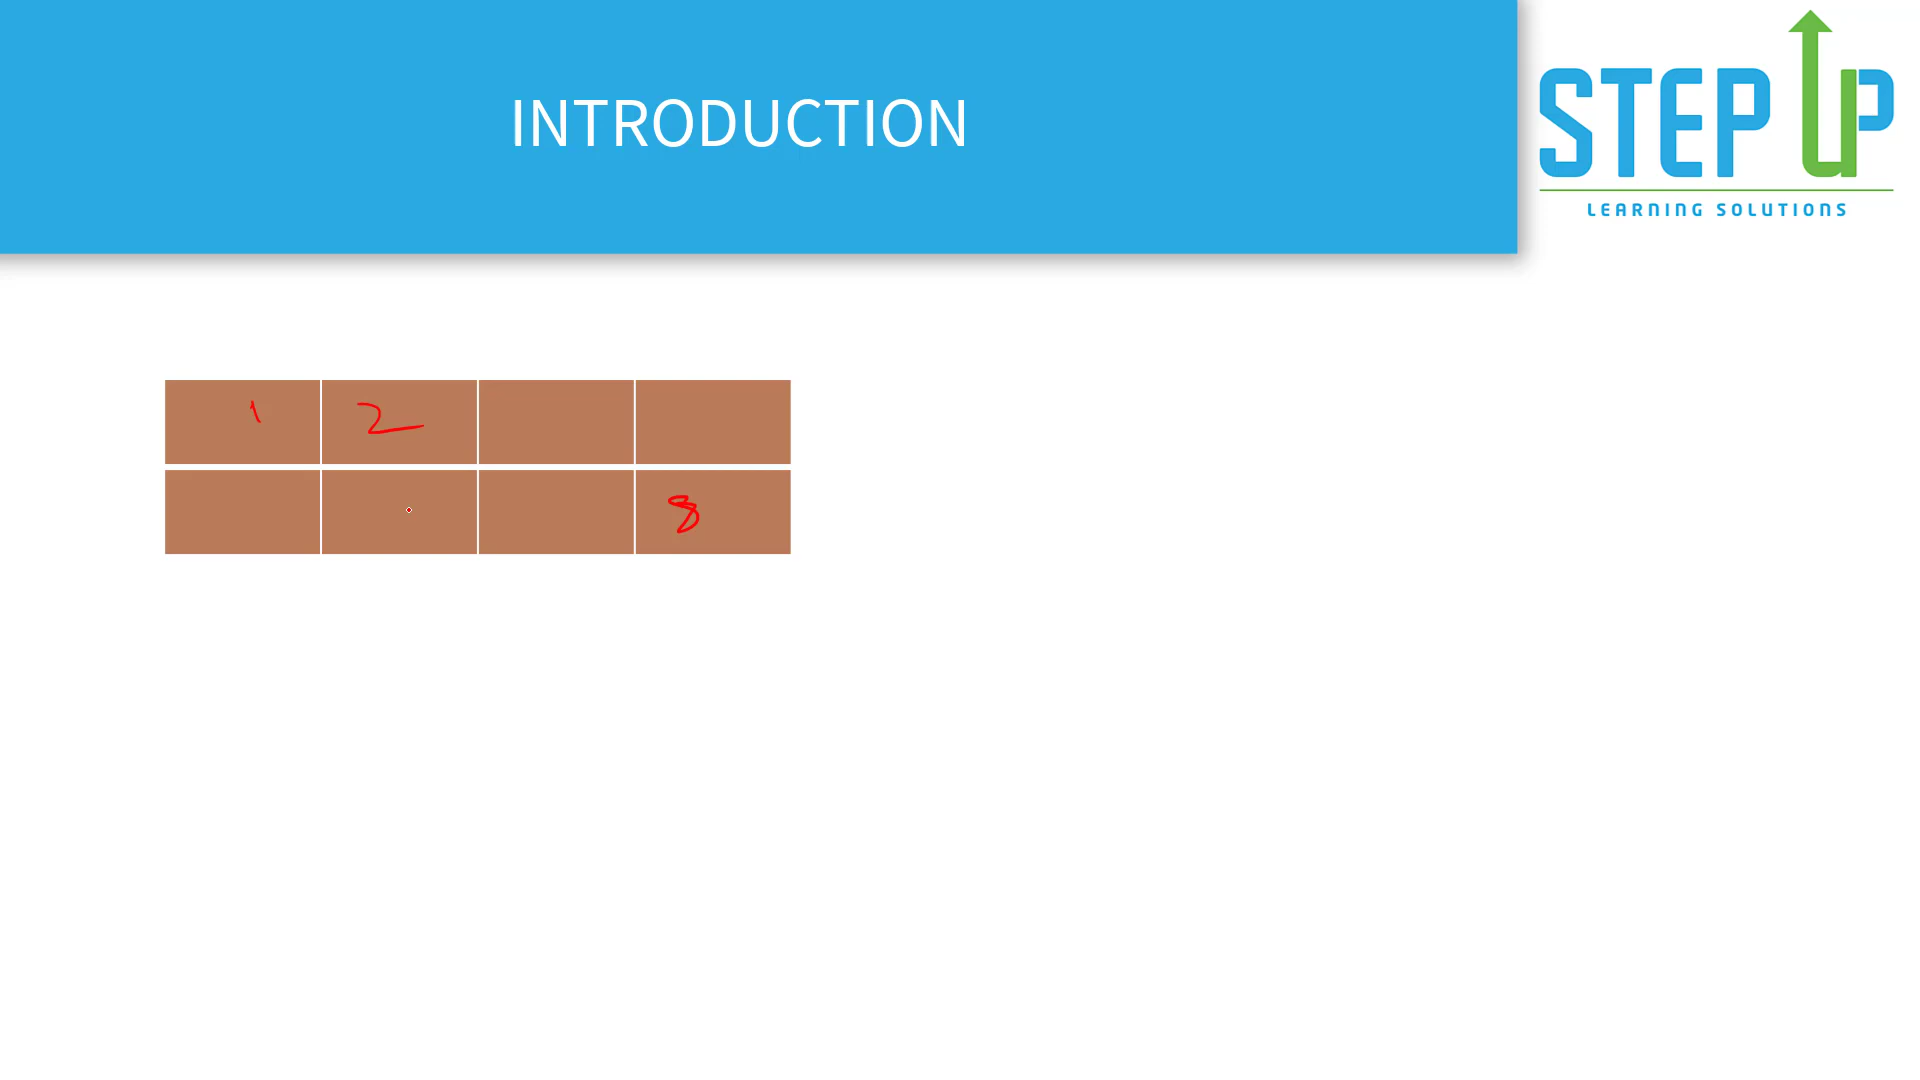 INTRODUCTION
STEP UP
LEARNING SOLUTIONS
1 2
8